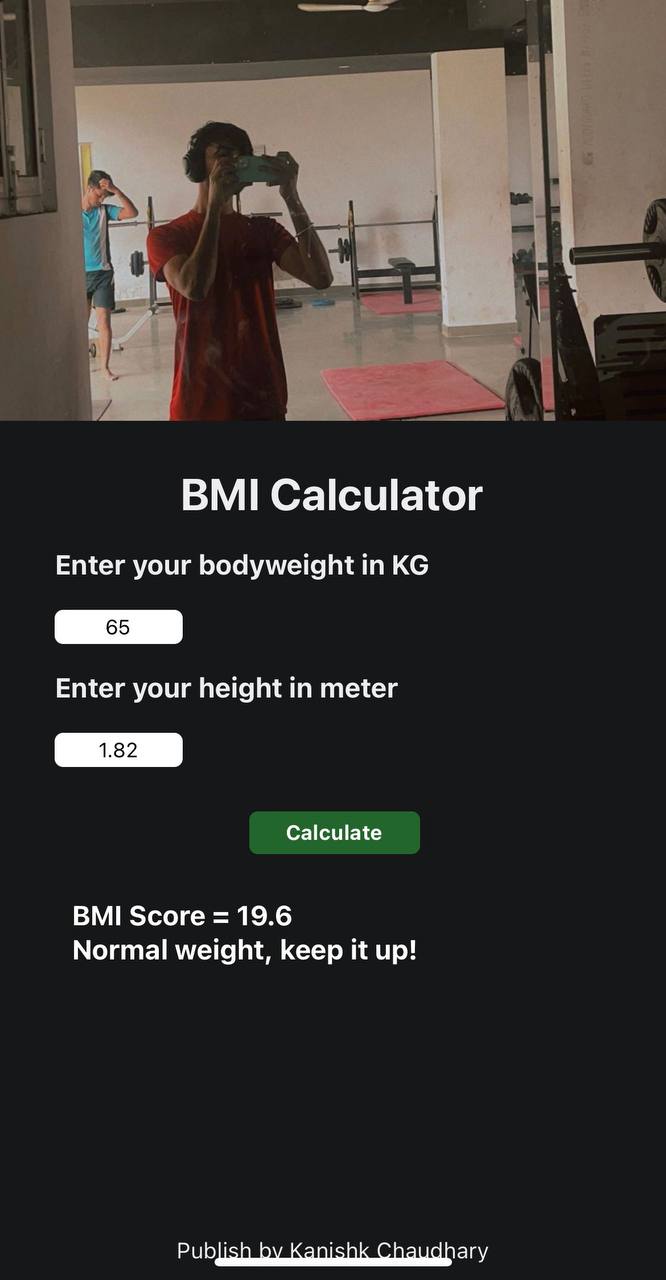 BMI Calculator
Enter your bodyweight in KG
65
Enter your height in meter
1.82
Calculate
BMI Score = 19.6
Normal weight, keep it up!
Publish by Kanishk Chaudhary